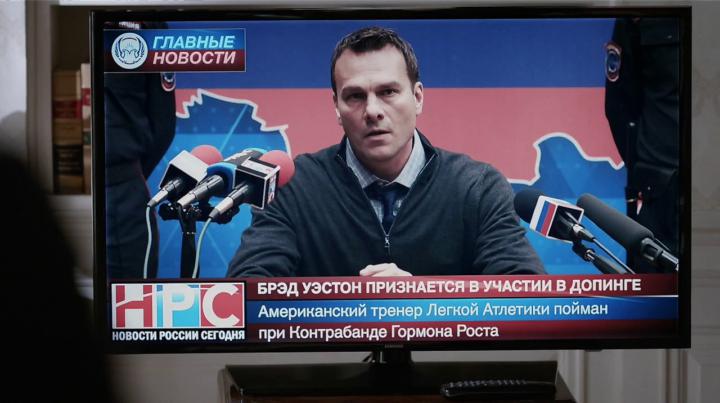 ГЛАВНЫЕ
НОВОСТИ
БРЭД УЭСТОН ПРИЗНАЕТСЯ В УЧАСТИИ В ДОПИНГЕ
НРС
Американский тренер Легкой Атлетики пойман
при Контрабанде Гормона Роста
НОВОСТИ РОССИИ СЕГОДНЯ
SAMSUNG